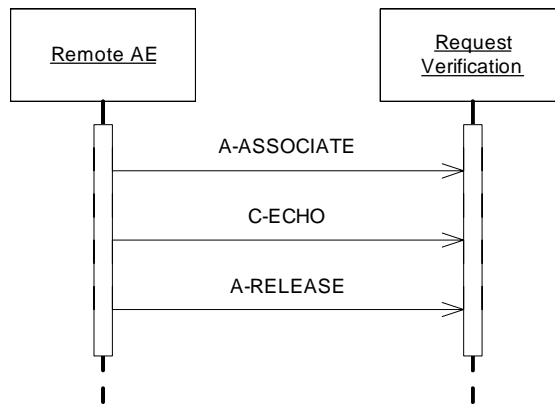 Remote AE
Request
Verification
A-ASSOCIATE
C-ECHO
A-RELEASE